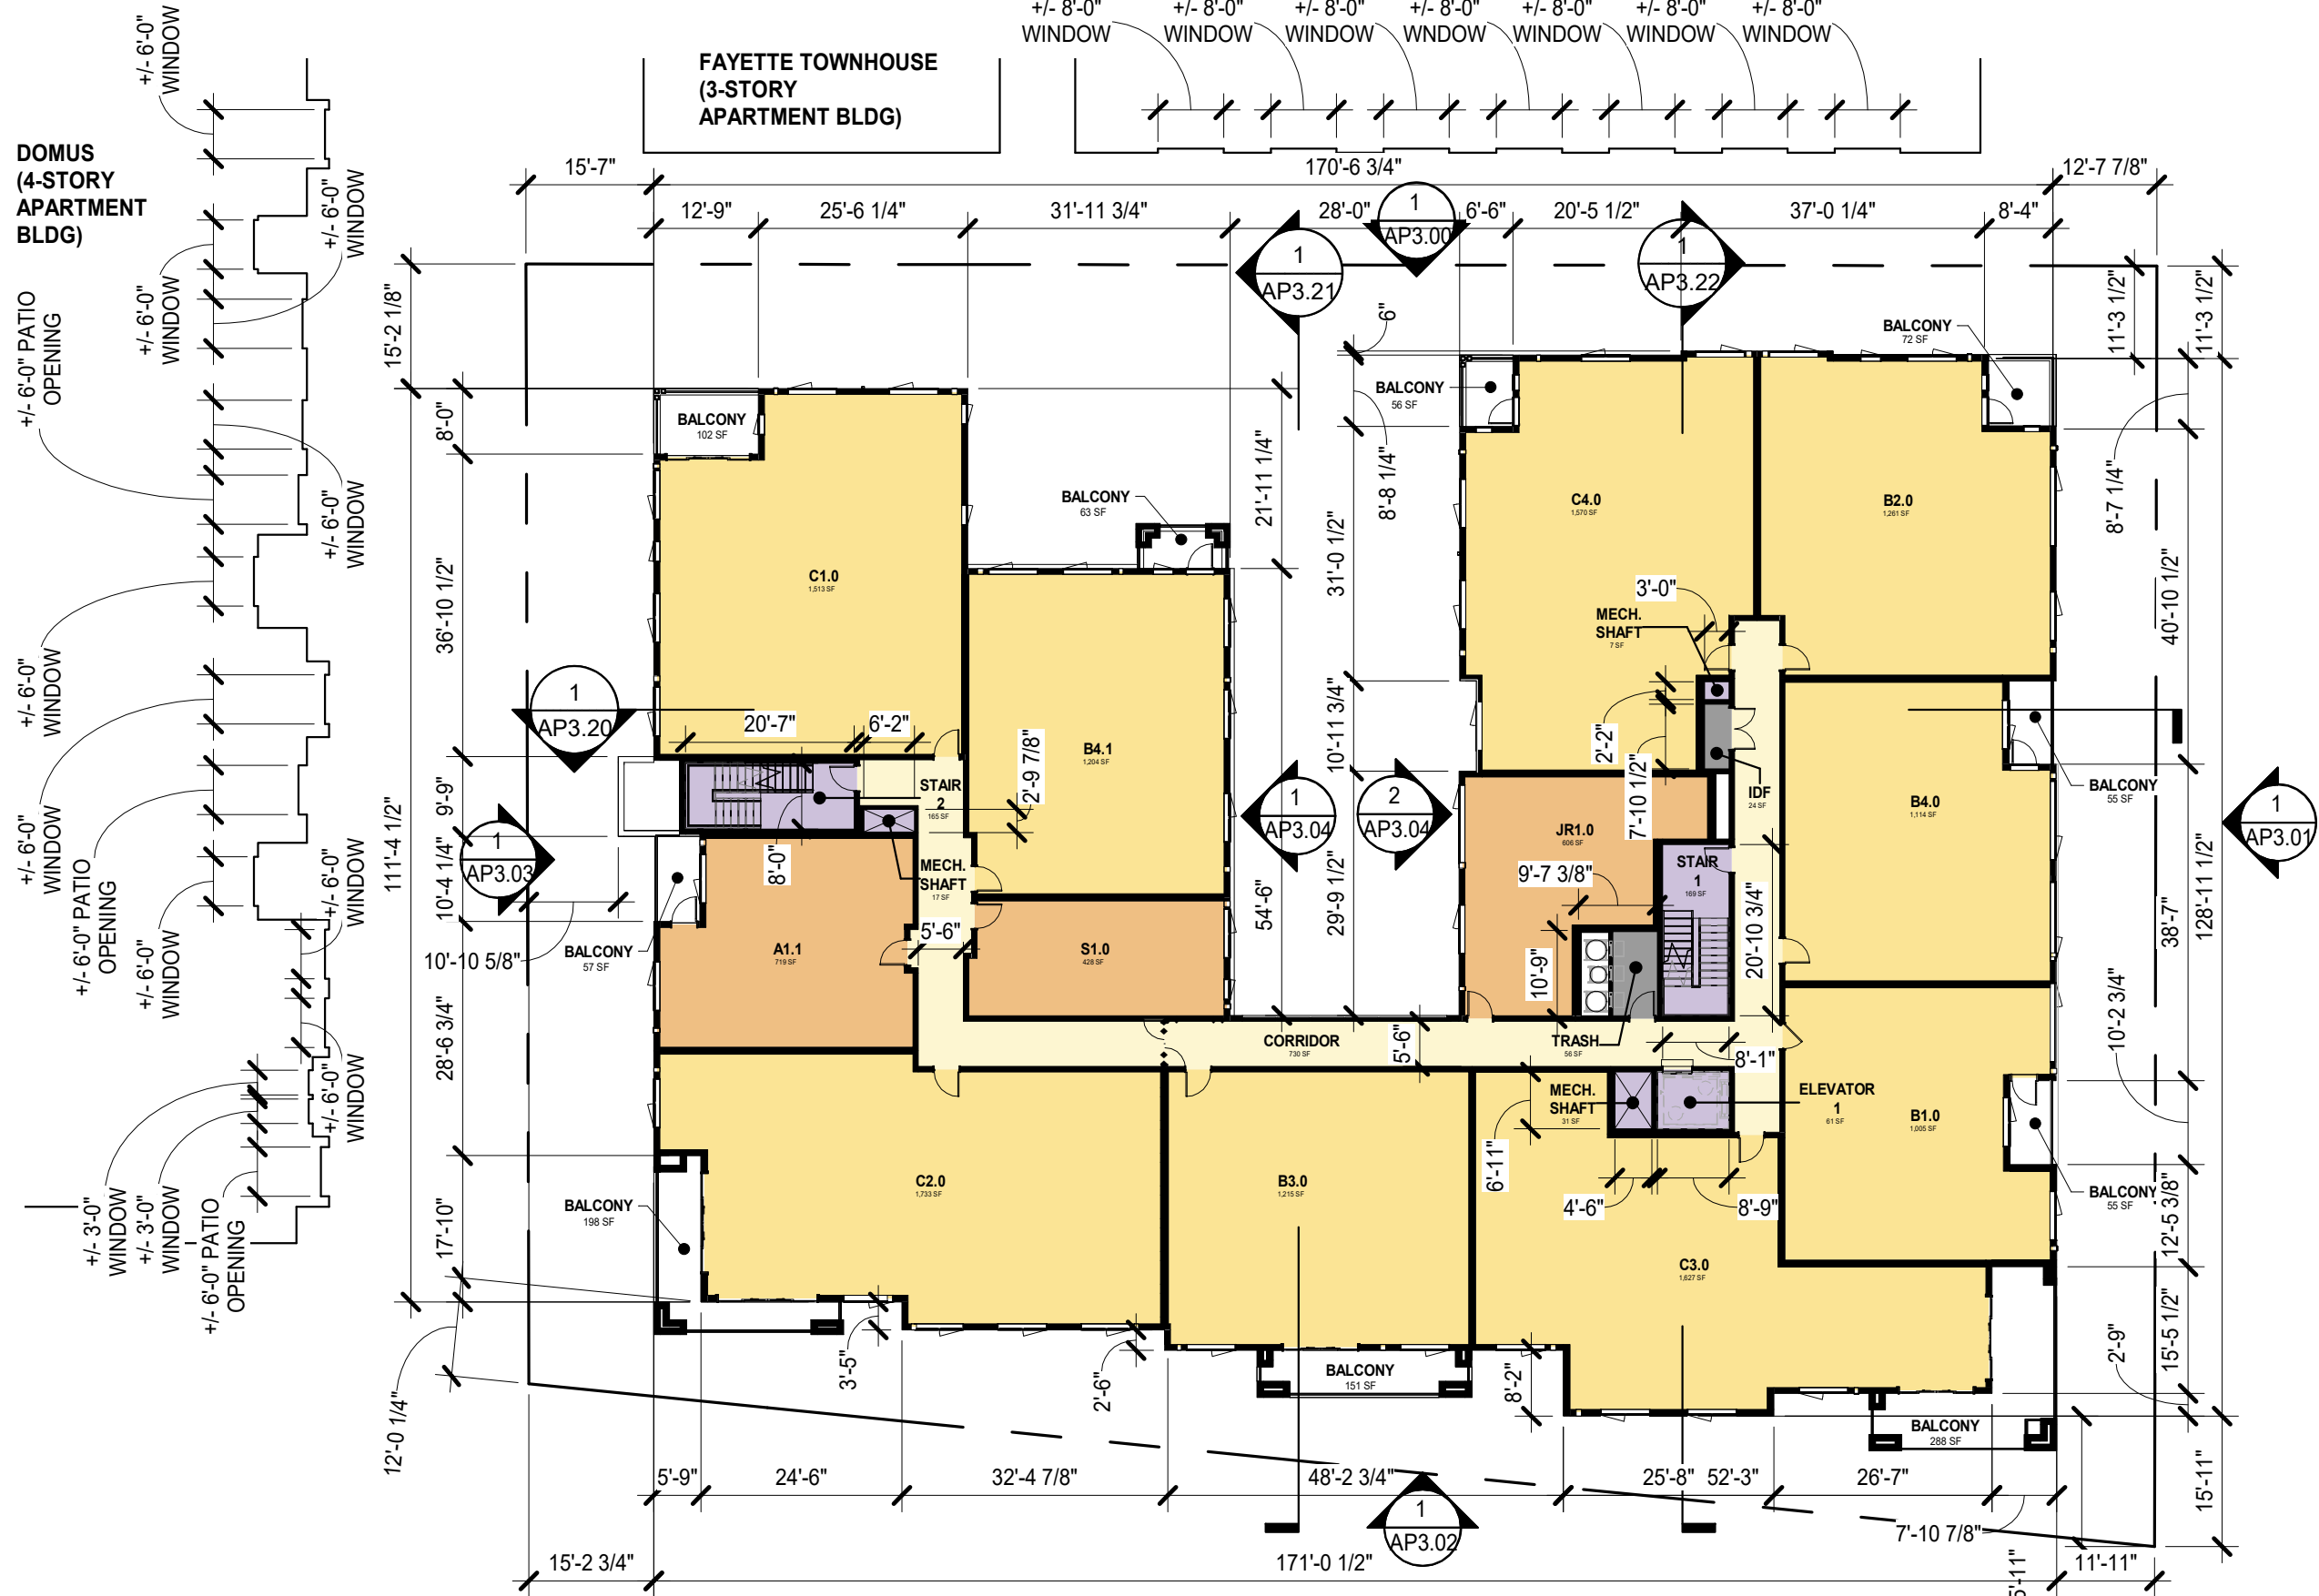 +/- 8'-0"
WINDOW
+/- 8'-0"
WINDOW
+/- 8'-0"
WINDOW
+/- 8'-0"
WNDOW
+/- 8'-0"
WINDOW
+/- 8'-0"
WINDOW
+/- 8'-0"
WINDOW
FAYETTE TOWNHOUSE
(3-STORY
APARTMENT BLDG)
DOMUS
(4-STORY
APARTMENT
BLDG)
+/- 6'-0"
WINDOW
+/- 6'-0"
WINDOW
+/- 6'-0"
WINDOW
+/- 6'-0" PATIO
OPENING
+/- 6'-0"
WINDOW
+/- 6'-0"
WINDOW
+/- 6'-0"
WINDOW
+/- 6'-0" PATIO
OPENING
+/- 6'-0"
WINDOW
+/- 6'-0"
WINDOW
+/- 6'-0"
WINDOW
+/- 3'-0"
WINDOW
+/- 3'-0"
WINDOW
+/- 6'-0" PATIO
OPENING
15'-7"
170'-6 3/4"
12'-7 7/8"
12'-9"
25'-6 1/4"
31'-11 3/4"
28'-0"
6'-6"
20'-5 1/2"
37'-0 1/4"
8'-4"
1
AP3.00
1
AP3.21
1
AP3.22
15'-2 1/8"
8'-0"
36'-10 1/2"
9'-9"
10'-4 1/4"
28'-6 3/4"
17'-10"
111'-4 1/2"
12'-0 1/4"
10'-10 5/8"
1
AP3.20
1
AP3.03
BALCONY
102 SF
C1.0
1,513 SF
20'-7"
6'-2"
STAIR
2
165 SF
MECH.
SHAFT
17 SF
8'-0"
2'-9 7/8"
5'-6"
BALCONY
63 SF
B4.1
1,204 SF
A1.1
719 SF
BALCONY
57 SF
S1.0
428 SF
21'-11 1/4"
54'-6"
6"
8'-8 1/4"
31'-0 1/2"
10'-11 3/4"
29'-9 1/2"
1
AP3.04
2
AP3.04
BALCONY
56 SF
C4.0
1,570 SF
BALCONY
72 SF
B2.0
1,261 SF
3'-0"
MECH.
SHAFT
7 SF
2'-2"
7'-10 1/2"
IDF
24 SF
JR1.0
606 SF
9'-7 3/8"
10'-9"
STAIR
1
169 SF
20'-10 3/4"
B4.0
1,114 SF
BALCONY
55 SF
11'-3 1/2"
11'-3 1/2"
8'-7 1/4"
40'-10 1/2"
38'-7"
128'-11 1/2"
10'-2 3/4"
12'-5 3/8"
15'-5 1/2"
2'-9"
15'-11"
1
AP3.01
CORRIDOR
730 SF
5'-6"
TRASH
56 SF
8'-1"
MECH.
SHAFT
31 SF
ELEVATOR
1
61 SF
6'-11"
4'-6"
8'-9"
B1.0
1,005 SF
BALCONY
55 SF
C2.0
1,733 SF
BALCONY
198 SF
B3.0
1,215 SF
C3.0
1,627 SF
BALCONY
151 SF
BALCONY
288 SF
3'-5"
2'-6"
8'-2"
5'-9"
24'-6"
32'-4 7/8"
48'-2 3/4"
25'-8"
52'-3"
26'-7"
7'-10 7/8"
1
AP3.02
15'-2 3/4"
171'-0 1/2"
11'-11"